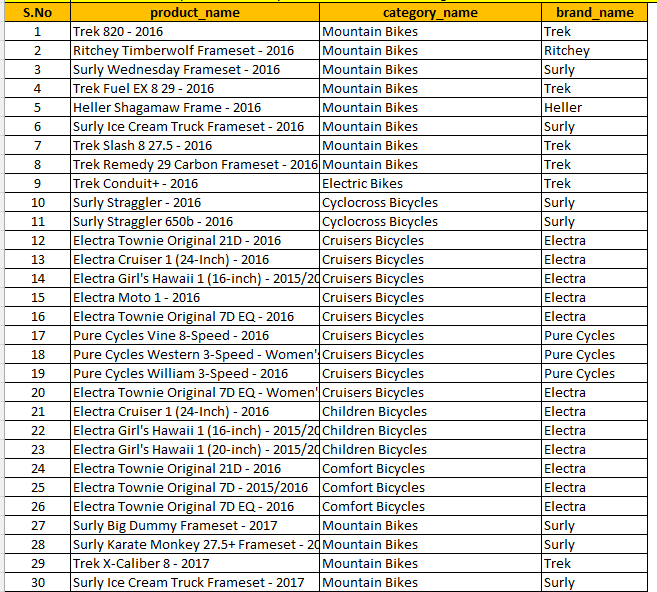 S.No product_name category_name brand_name
1 Trek 820 - 2016 Mountain Bikes Trek
2 Ritchey Timberwolf Frameset - 2016 Mountain Bikes Ritchey
3 Surly Wednesday Frameset - 2016 Mountain Bikes Surly
4 Trek Fuel EX 8 29 - 2016 Mountain Bikes Trek
5 Heller Shagamaw Frame - 2016 Mountain Bikes Heller
6 Surly Ice Cream Truck Frameset - 2016 Mountain Bikes Surly
7 Trek Slash 8 27.5 - 2016 Mountain Bikes Trek
8 Trek Remedy 29 Carbon Frameset - 2016 Mountain Bikes Trek
9 Trek Conduit+ - 2016 Electric Bikes Trek
10 Surly Straggler - 2016 Cyclocross Bicycles Surly
11 Surly Straggler 650b - 2016 Cyclocross Bicycles Surly
12 Electra Townie Original 21D - 2016 Cruisers Bicycles Electra
13 Electra Cruiser 1 (24-Inch) - 2016 Cruisers Bicycles Electra
14 Electra Girl's Hawaii 1 (16-inch) - 2015/20 Cruisers Bicycles Electra
15 Electra Moto 1 - 2016 Cruisers Bicycles Electra
16 Electra Townie Original 7D EQ - 2016 Cruisers Bicycles Electra
17 Pure Cycles Vine 8-Speed - 2016 Cruisers Bicycles Pure Cycles
18 Pure Cycles Western 3-Speed - Women's Cruisers Bicycles Pure Cycles
19 Pure Cycles William 3-Speed - 2016 Cruisers Bicycles Pure Cycles
20 Electra Townie Original 7D EQ - Women' Cruisers Bicycles Electra
21 Electra Cruiser 1 (24-Inch) - 2016 Children Bicycles Electra
22 Electra Girl's Hawaii 1 (16-inch) - 2015/20 Children Bicycles Electra
23 Electra Girl's Hawaii 1 (20-inch) - 2015/20 Children Bicycles Electra
24 Electra Townie Original 21D - 2016 Comfort Bicycles Electra
25 Electra Townie Original 7D - 2015/2016 Comfort Bicycles Electra
26 Electra Townie Original 7D EQ - 2016 Comfort Bicycles Electra
27 Surly Big Dummy Frameset - 2017 Mountain Bikes Surly
28 Surly Karate Monkey 27.5+ Frameset - 20 Mountain Bikes Surly
29 Trek X-Caliber 8 - 2017 Mountain Bikes Trek
30 Surly Ice Cream Truck Frameset - 2017 Mountain Bikes Surly